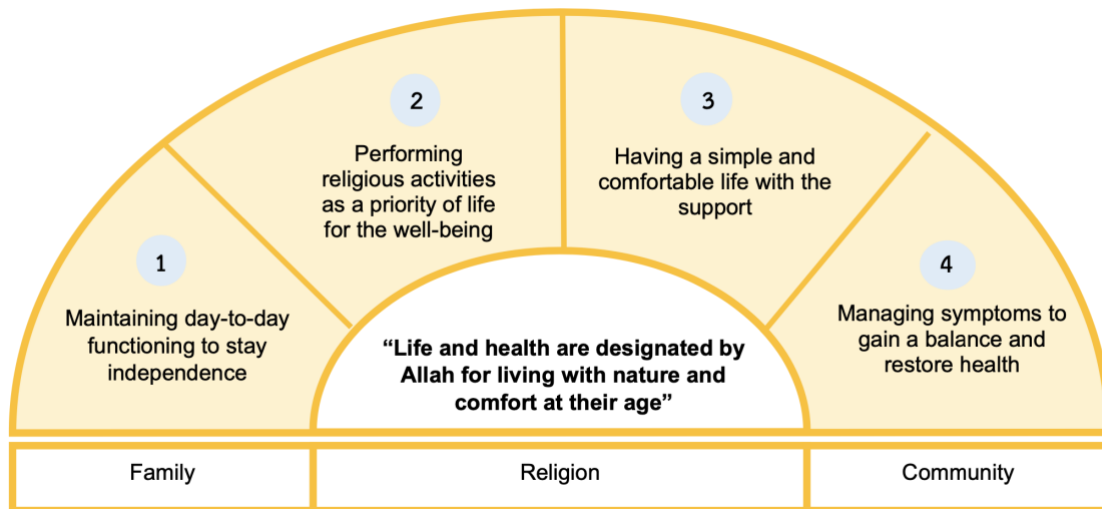 1
Maintaining day-to-day
functioning to stay
independence
2
Performing
religious activities
as a priority of life
for the well-being
3
Having a simple and
comfortable life with the
support
4
Managing symptoms to
gain a balance and
restore health
“Life and health are designated by
Allah for living with nature and
comfort at their age”
Family
Religion
Community